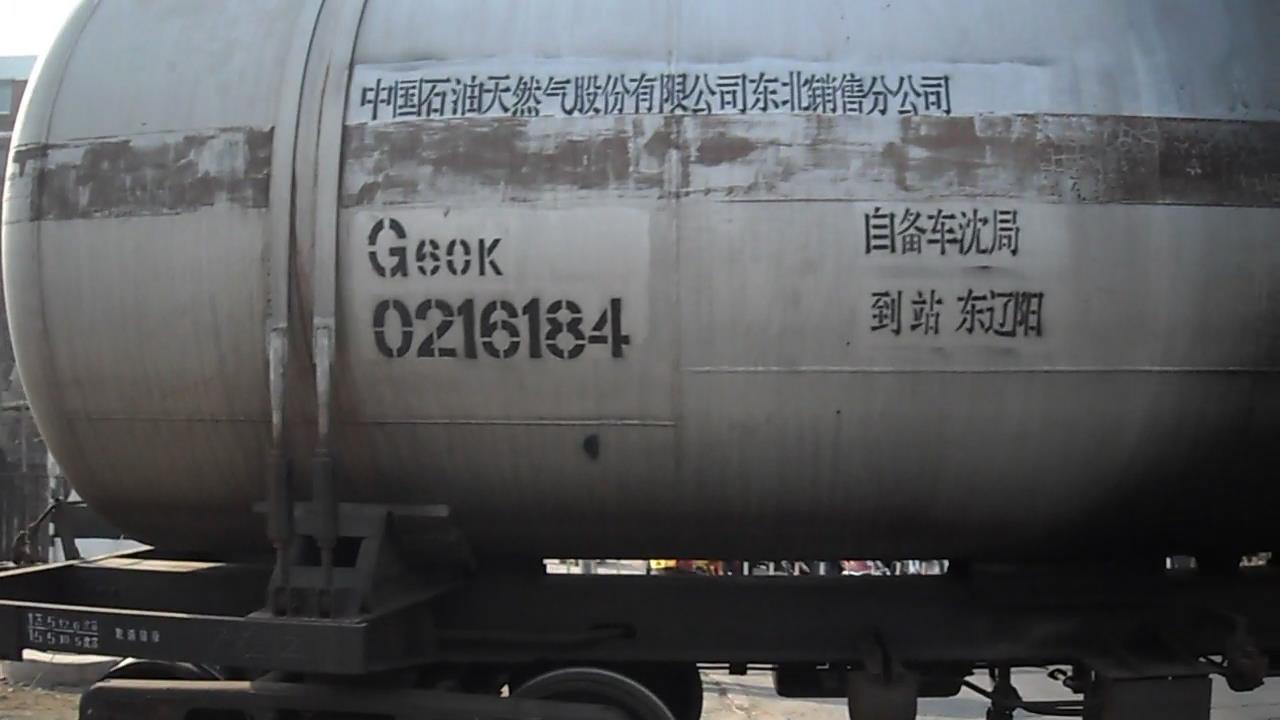 中国石油天然气股份有限公司东北销售分公司
自备车沈局
G60K
到站 东辽阳
0216184